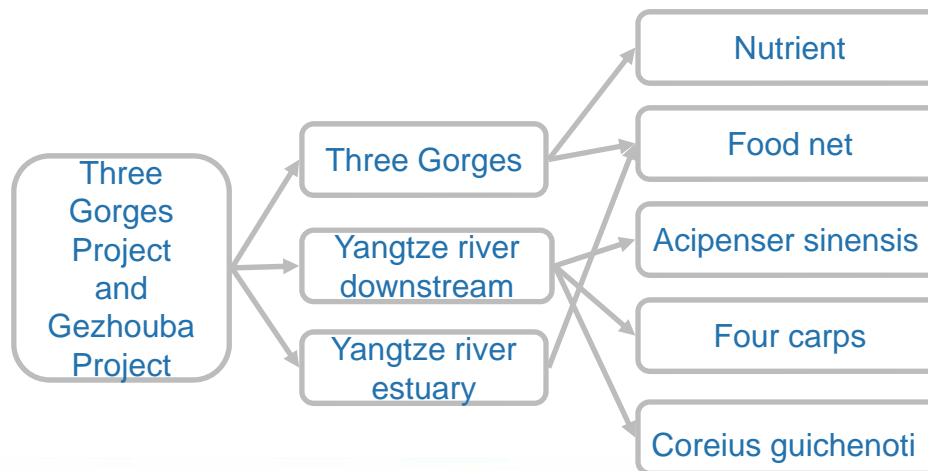 Three
Gorges
Project
and
Gezhouba
Project
Three Gorges
Yangtze river
downstream
Yangtze river
estuary
Nutrient
Food net
Acipenser sinensis
Four carps
Coreius guichenoti